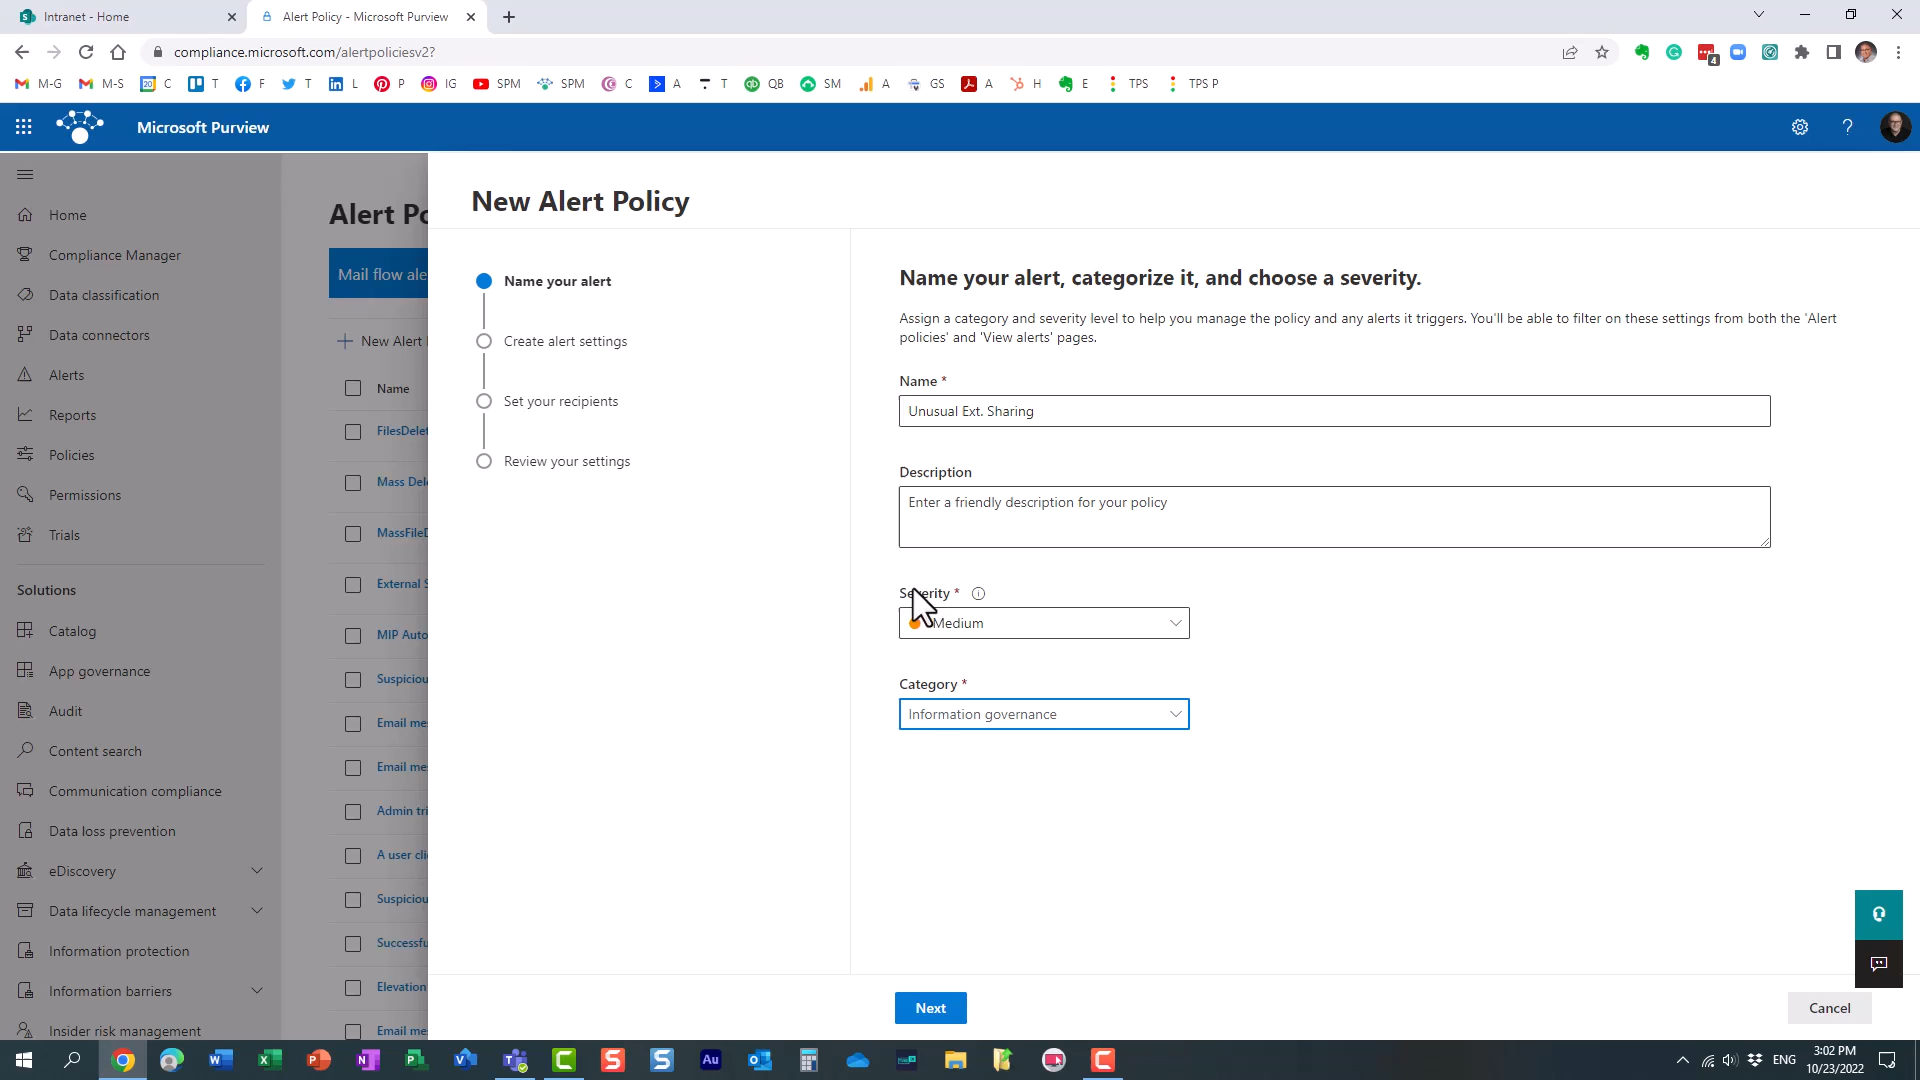 Intranet - Home
Alert Policy - Microsoft Purview
compliance.microsoft.com/alertpoliciesv2?
4
M-G
M-S
20
C
T
F
T
L
P
IG
SPM
SPM
C
A
T
QB
SM
A
GS
A
H
E
TPS
TPS P
Microsoft Purview
Home
Compliance Manager
Data classification
Data connectors
Alerts
Reports
Policies
Permissions
Trials
Solutions
Catalog
App governance
Audit
Content search
Communication compliance
Data loss prevention
eDiscovery
Data lifecycle management
Information protection
Information barriers
Insider risk management
Alert Po
Mail flow ale
New Alert
Name
FilesDelet
Mass Del
MassFileD
External S
MIP Auto
Suspiciou
Email me
Email me
Admin tri
A user cli
Suspiciou
Successfu
Elevation
Email me
New Alert Policy
Name your alert
Create alert settings
Set your recipients
Review your settings
Name your alert, categorize it, and choose a severity.
Assign a category and severity level to help you manage the policy and any alerts it triggers. You'll be able to filter on these settings from both the 'Alert
policies' and 'View alerts' pages.
Name *
Unusual Ext. Sharing
Description
Enter a friendly description for your policy
Severity *
Medium
Category *
Information governance
Next
Cancel
ENG
3:02 PM
10/23/2022